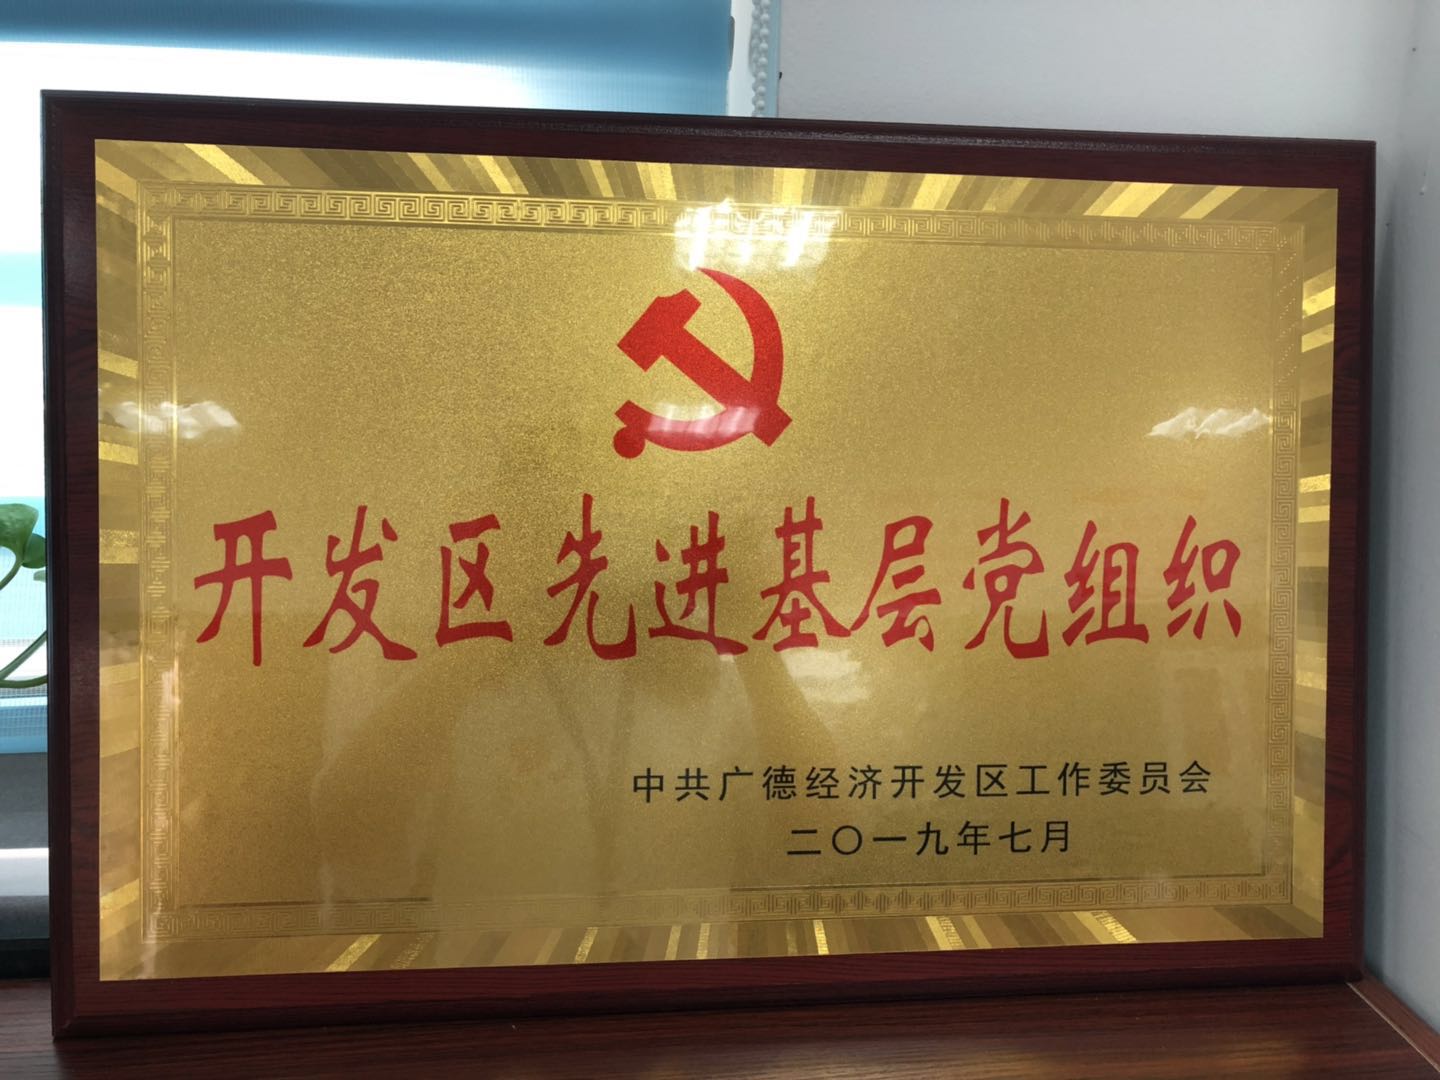 开发区先进基层党组织
中共广德经济开发区工作委员会
二〇一九年七月